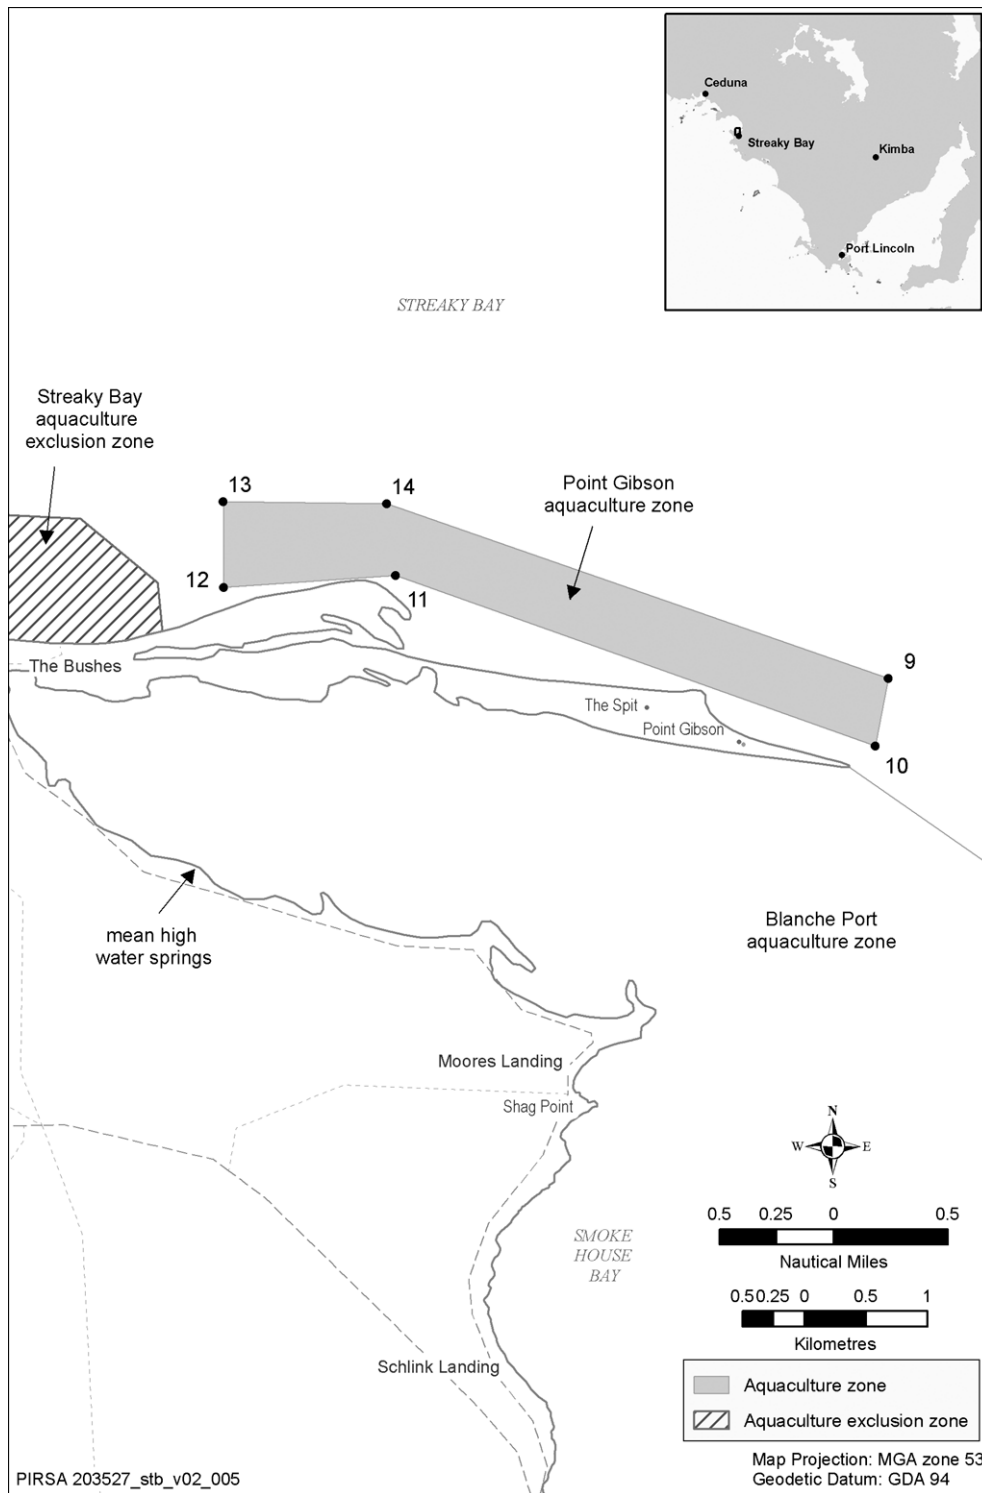 Ceduna
Streaky Bay
Kimba
Port Lincoln
STREAKY BAY
Streaky Bay
aquaculture
exclusion zone
13
14
Point Gibson
aquaculture zone
12
11
The Bushes
9
The Spit
Point Gibson
10
mean high
water springs
Blanche Port
aquaculture zone
Moores Landing
Shag Point
N
W E
S
SMOKE
HOUSE
BAY
0.5 0.25 0 0.5
Nautical Miles
0.5 0.25 0 0.5 1
Kilometres
Schlink Landing
Aquaculture zone
Aquaculture exclusion zone
PIRSA 203527_stb_v02_005
Map Projection: MGA zone 53
Geodetic Datum: GDA 94